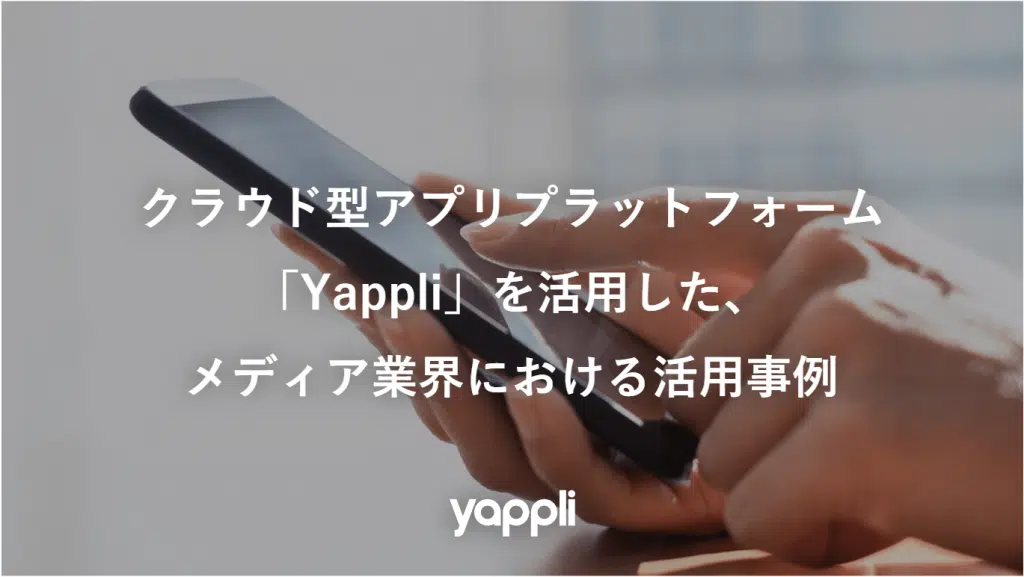 クラウド型アプリプラットフォーム
「Yappli」を活用した、
メディア業界における活用事例
yappli